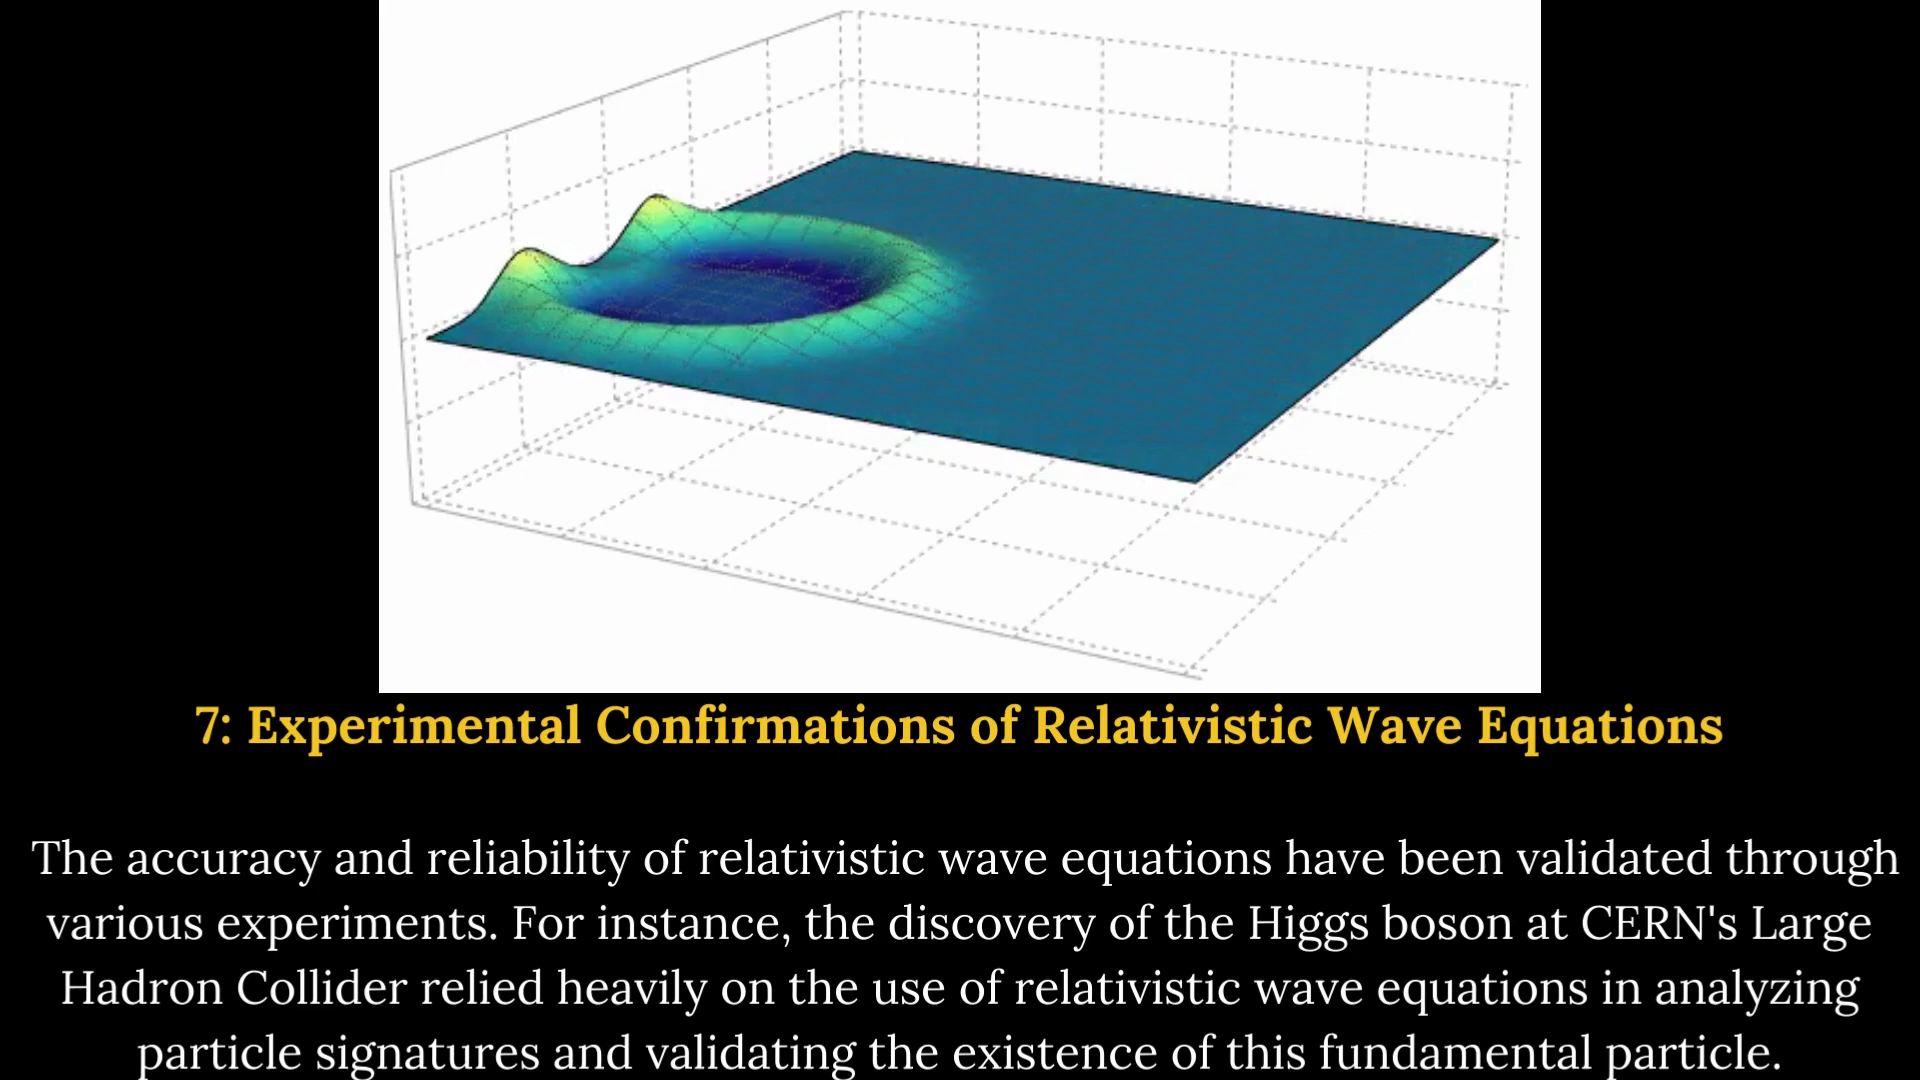 7: Experimental Confirmations of Relativistic Wave Equations
The accuracy and reliability of relativistic wave equations have been validated through
various experiments. For instance, the discovery of the Higgs boson at CERN's Large
Hadron Collider relied heavily on the use of relativistic wave equations in analyzing
particle signatures and validating the existence of this fundamental particle.